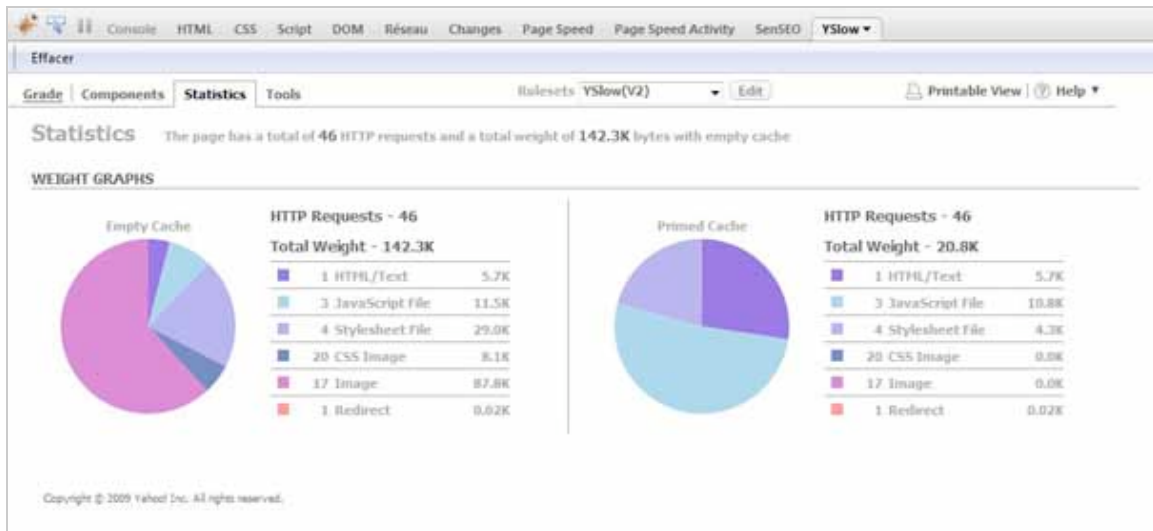 Console HTML CSS Script DOM Réseau Changes Page Speed Page Speed Activity SenSEO YSlow
Effacer
Grade Components Statistics Tools Rulesets YSlow(V2) Edit Printable View ? Help
Statistics The page has a total of 46 HTTP requests and a total weight of 142.3K bytes with empty cache
WEIGHT GRAPHS
Empty Cache
HTTP Requests - 46
Total Weight - 142.3K
1 HTML/Text 5.7K
3 JavaScript File 11.5K
4 Stylesheet File 29.0K
20 CSS Image 8.1K
17 Image 87.8K
1 Redirect 0.02K
Primed Cache
HTTP Requests - 46
Total Weight - 20.8K
1 HTML/Text 5.7K
3 JavaScript File 10.8K
4 Stylesheet File 4.3K
20 CSS Image 0.0K
17 Image 0.0K
1 Redirect 0.02K
Copyright © 2009 Yahoo! Inc. All rights reserved.